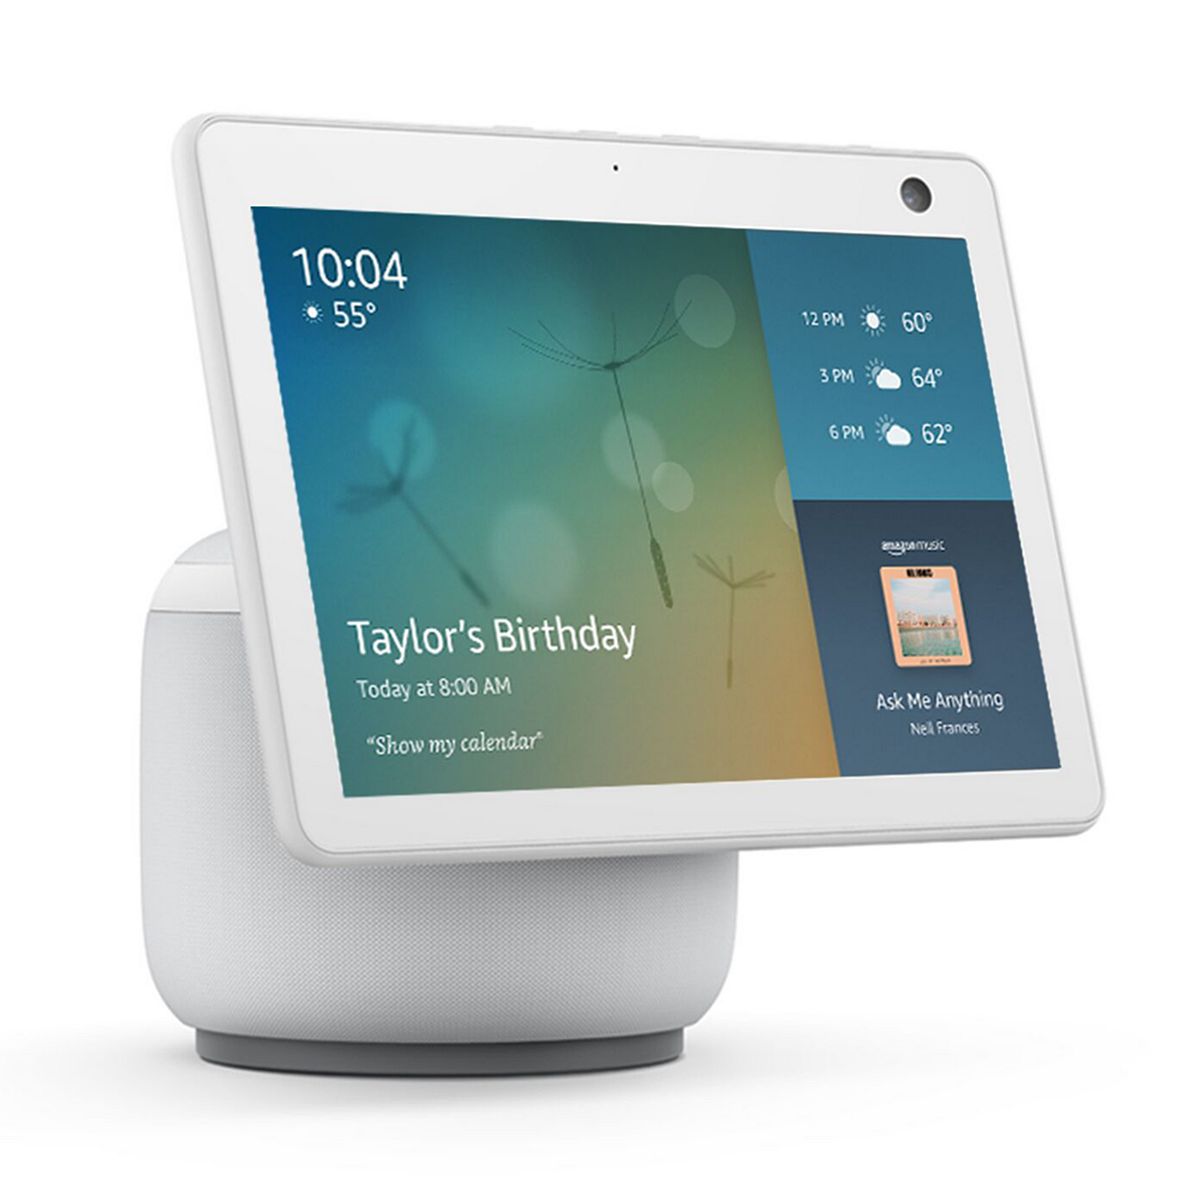 10:04
55°
12 PM 60°
3 PM 64°
6 PM 62°
amazon music
Taylor's Birthday
Today at 8:00 AM
"Show my calendar"
Ask Me Anything
Neil Frances